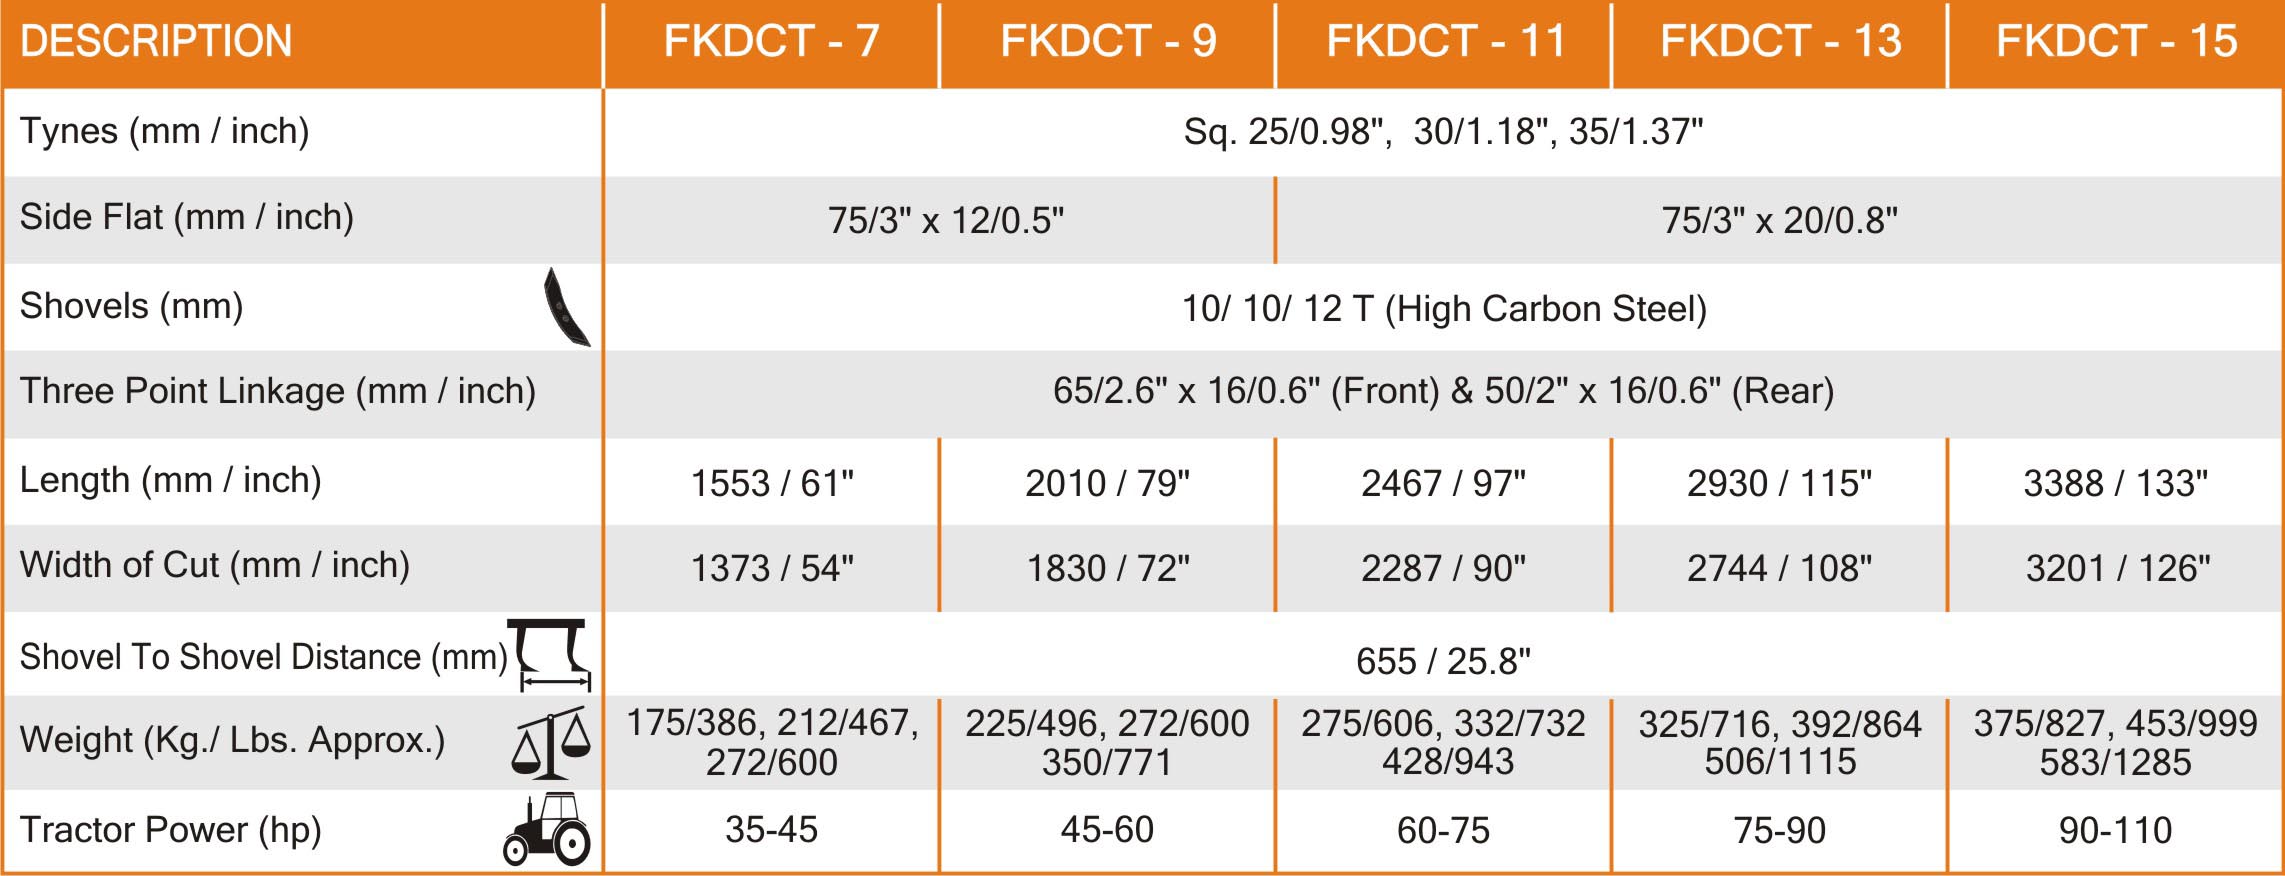 DESCRIPTION FKDCT - 7 FKDCT - 9 FKDCT - 11 FKDCT - 13 FKDCT - 15
Tynes (mm / inch) Sq. 25/0.98", 30/1.18", 35/1.37"
Side Flat (mm / inch) 75/3" x 12/0.5" 75/3" x 20/0.8"
Shovels (mm) 10/ 10/ 12 T (High Carbon Steel)
Three Point Linkage (mm / inch) 65/2.6" x 16/0.6" (Front) & 50/2" x 16/0.6" (Rear)
Length (mm / inch) 1553 / 61" 2010 / 79" 2467 / 97" 2930 / 115" 3388 / 133"
Width of Cut (mm / inch) 1373 / 54" 1830 / 72" 2287 / 90" 2744 / 108" 3201 / 126"
Shovel To Shovel Distance (mm) 655 / 25.8"
Weight (Kg./ Lbs. Approx.) 175/386, 212/467, 225/496, 272/600 275/606, 332/732 325/716, 392/864 375/827, 453/999
272/600 350/771 428/943 506/1115 583/1285
Tractor Power (hp) 35-45 45-60 60-75 75-90 90-110